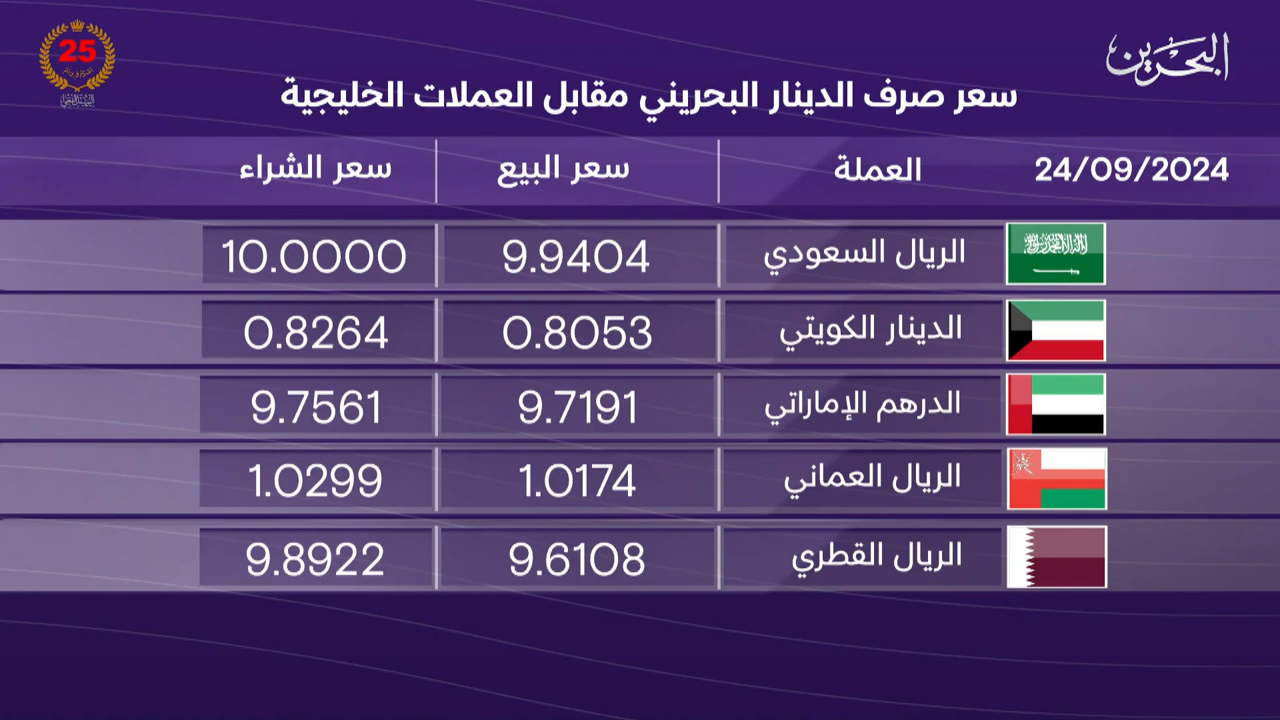 البحرين
25
سعر صرف الدينار البحريني مقابل العملات الخليجية
24/09/2024 العملة سعر البيع سعر الشراء
الريال السعودي 9.9404 10.0000
الدينار الكويتي 0.8053 0.8264
الدرهم الإماراتي 9.7191 9.7561
الريال العماني 1.0174 1.0299
الريال القطري 9.6108 9.8922